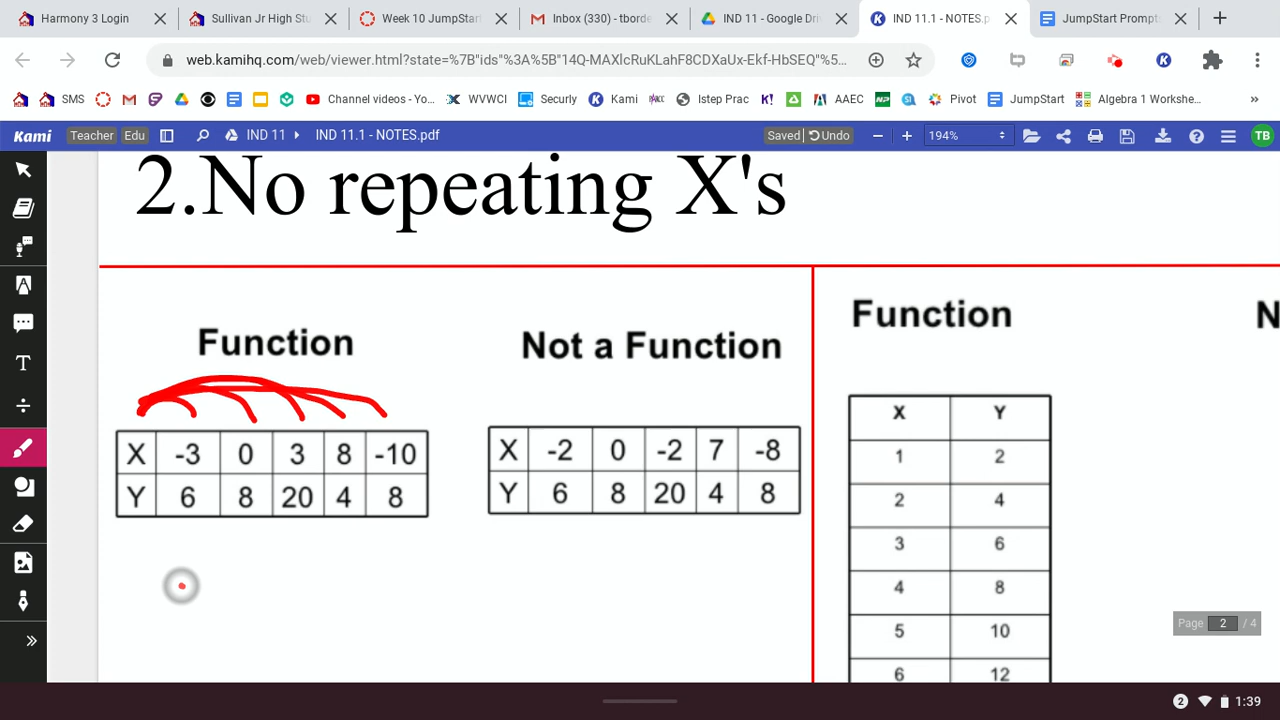 Harmony 3 Login
Sullivan Jr High Stu
Week 10 JumpStar
Inbox (330) - tborde
IND 11 - Google Dri
IND 11.1 - NOTES.p
JumpStart Prompt
web.kamihq.com/web/viewer.html?state=%7B"ids"%3A%5B"14Q-MAXlcRuKLahF8CDXaUx-Ekf-HbSEQ"%5...
SMS
Channel videos - Yo...
WVWCI
Securly
Kami
Istep Prac
K!
AAEC
NP
Pivot
JumpStart
Algebra 1 Workshe...
»
Kami
Teacher
Edu
IND 11
IND 11.1 - NOTES.pdf
Saved
Undo
194%
TB
2.No repeating X's
Function
Not a Function
Function
N
X -3 0 3 8 -10
Y 6 8 20 4 8
X -2 0 -2 7 -8
Y 6 8 20 4 8
X Y
1 2
2 4
3 6
4 8
5 10
6 12
Page 2 / 4
2
1:39